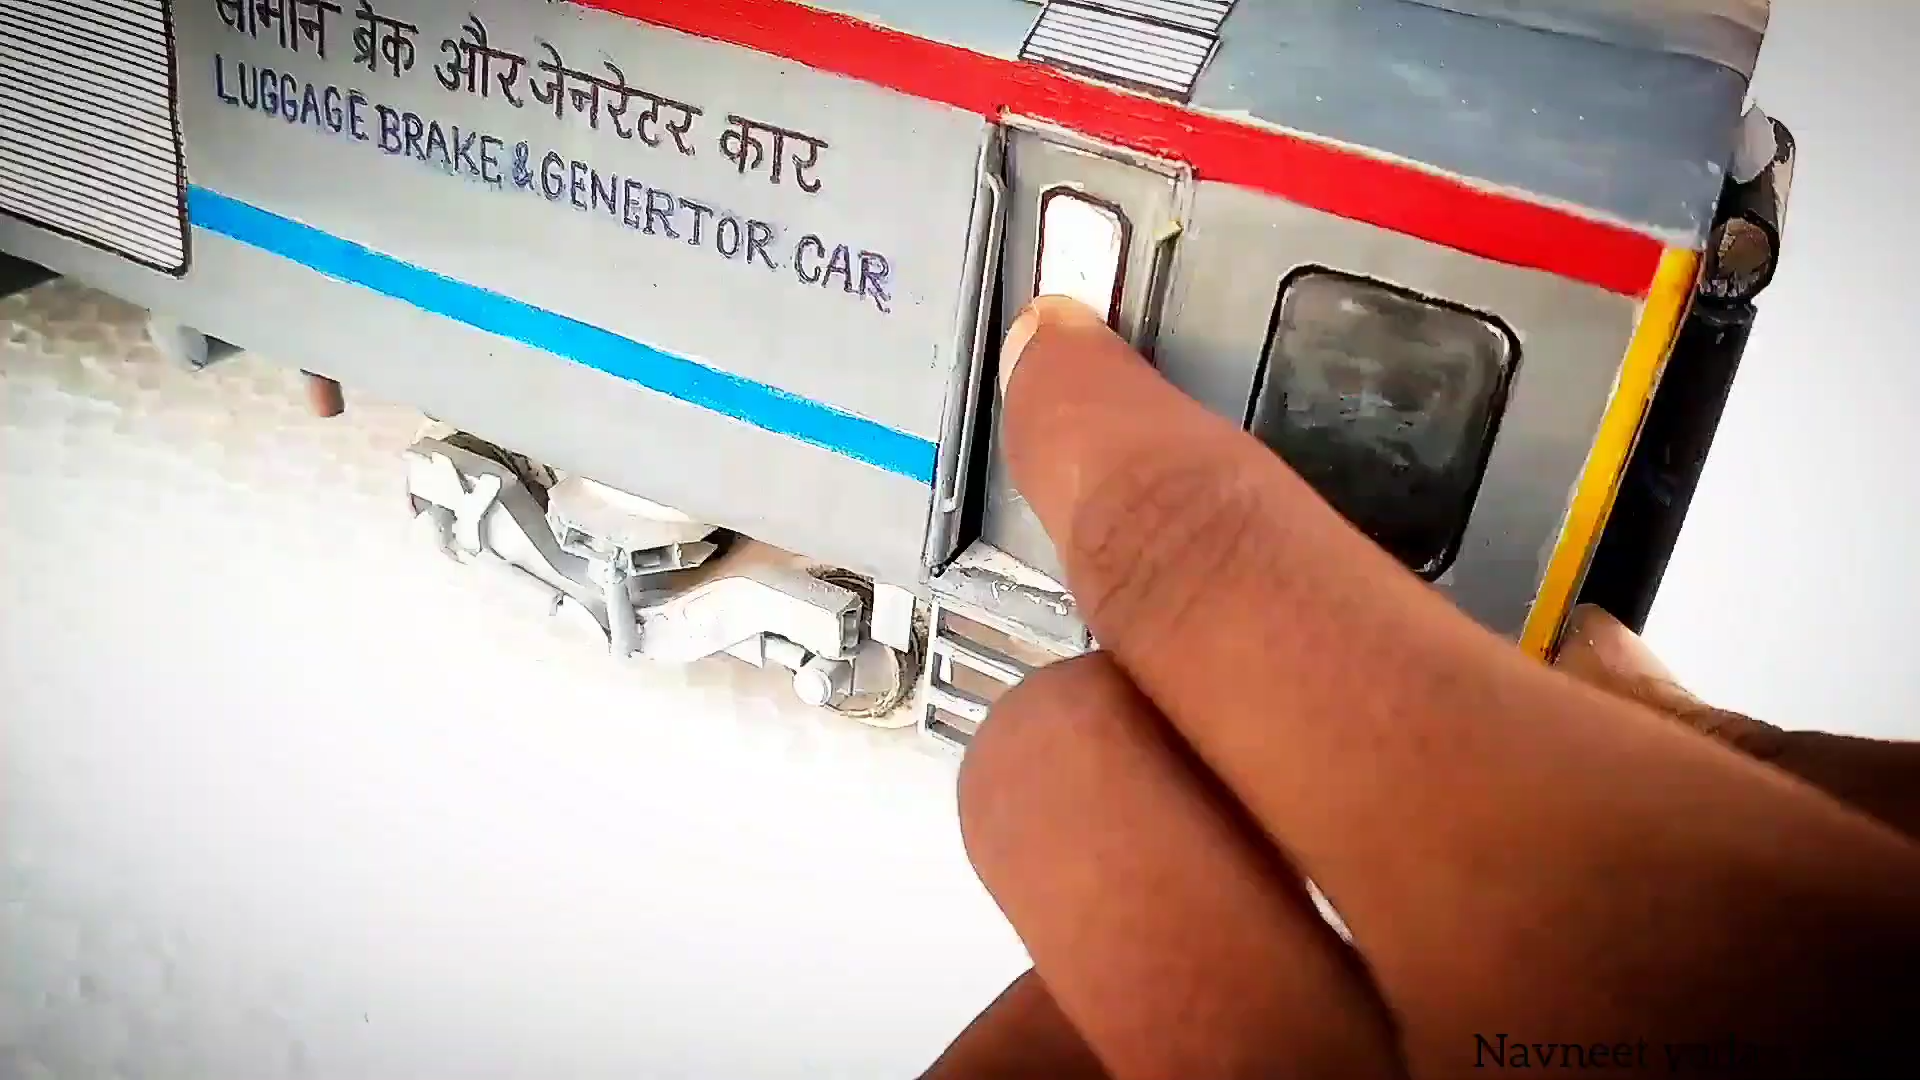 सामान ब्रेक और जेनरेटर कार
LUGGAGE BRAKE & GENERTOR CAR
Navneet